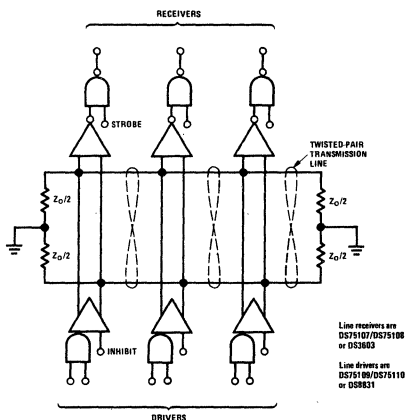 RECEIVERS
STROBE
TWISTED-PAIR
TRANSMISSION
LINE
Z₀/2
Z₀/2
Z₀/2
Z₀/2
INHIBIT
Line receivers are
DS75107/DS75108
or DS3603
Line drivers are
DS75109/DS75110
or DS8831
DRIVERS